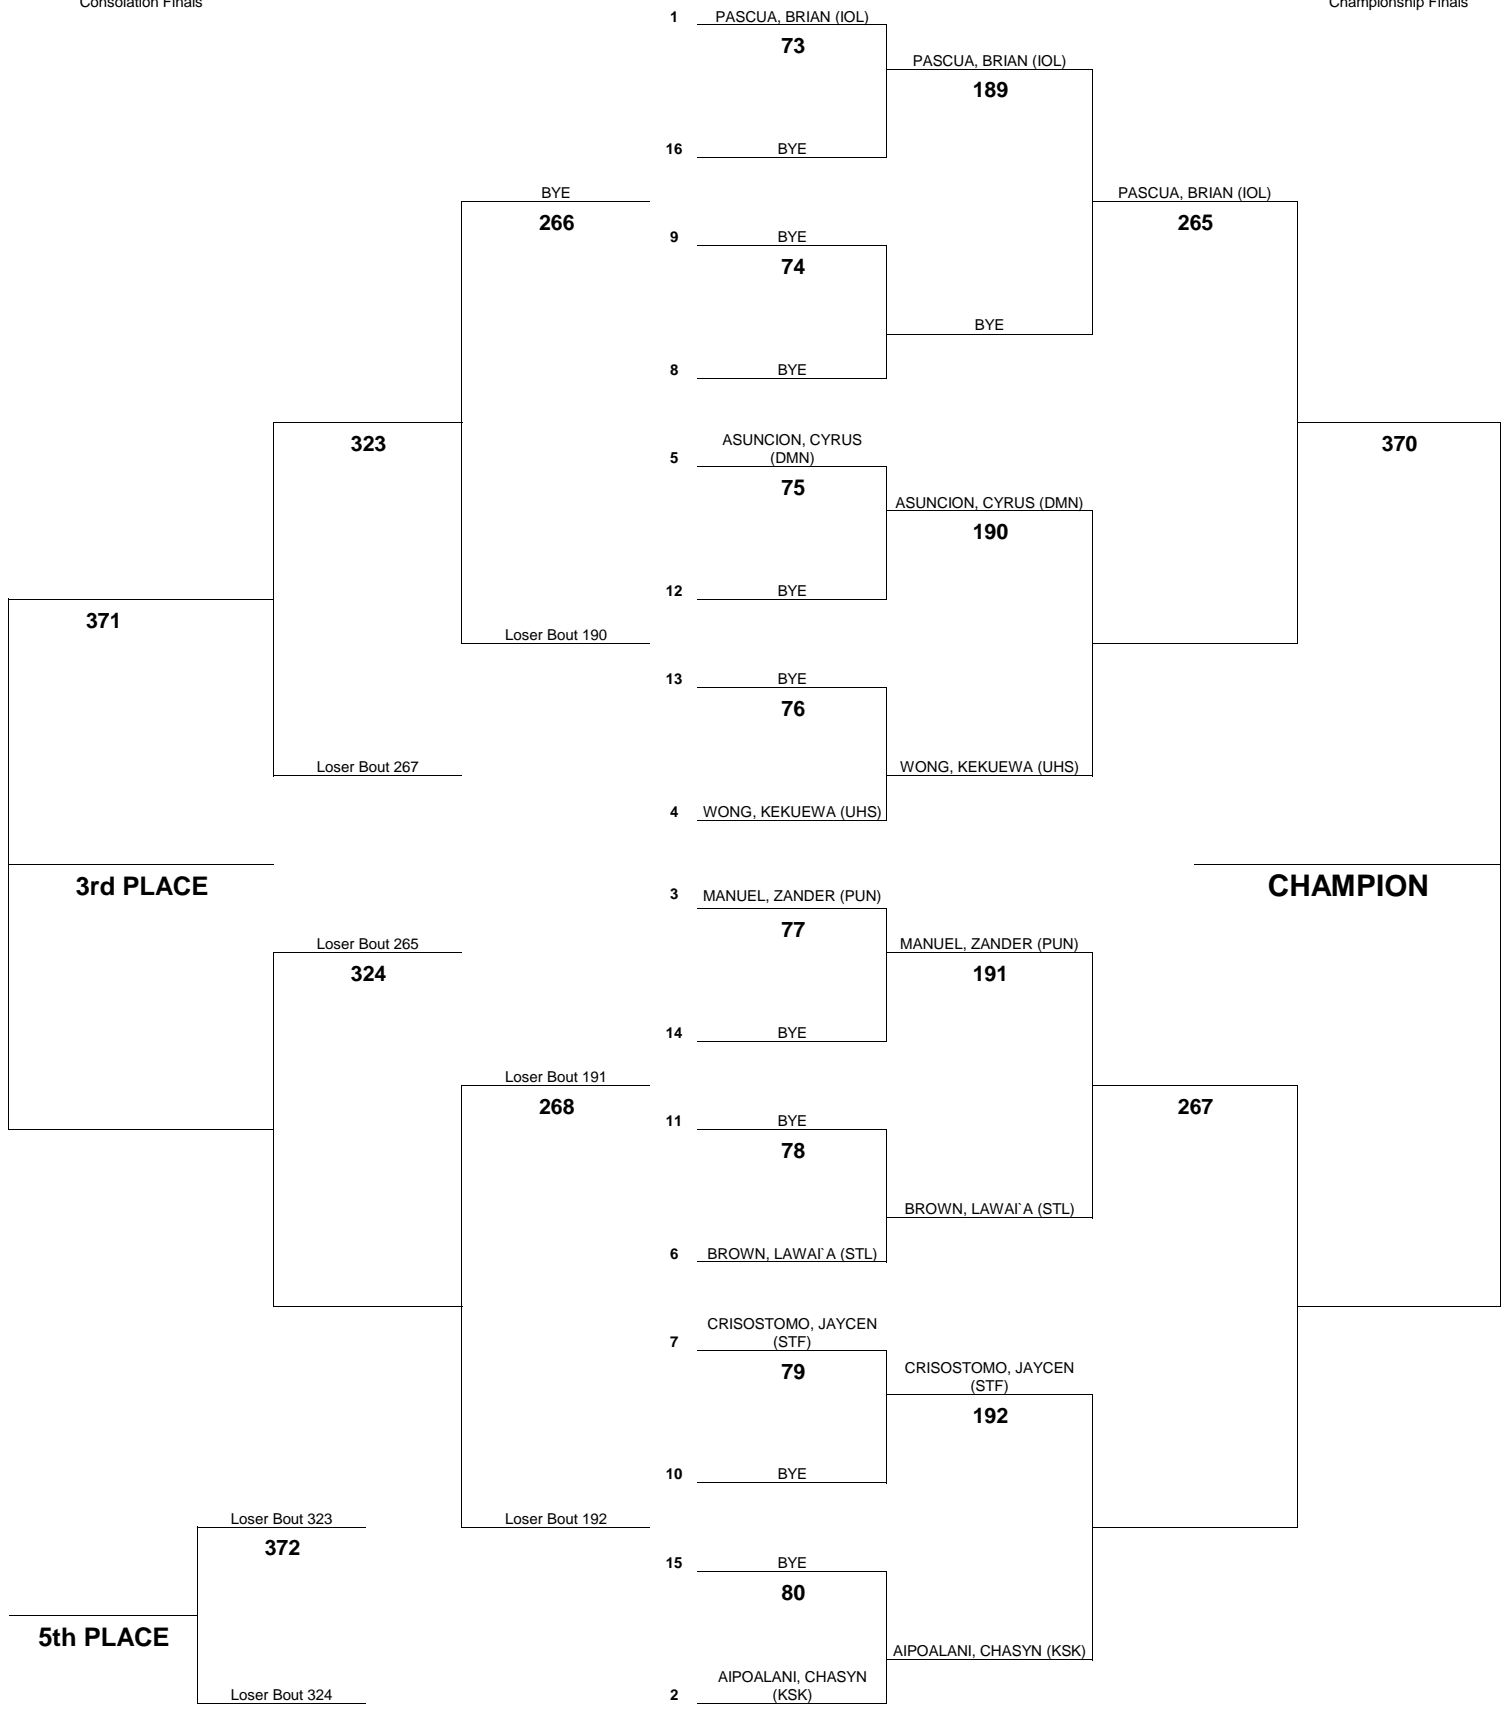 Consolation Finals
Championship Finals
1 PASCUA, BRIAN (IOL)
73
PASCUA, BRIAN (IOL)
189
16 BYE
BYE
PASCUA, BRIAN (IOL)
266
265
9 BYE
74
BYE
8 BYE
323
370
ASUNCION, CYRUS
5 (DMN)
75
ASUNCION, CYRUS (DMN)
190
12 BYE
371
Loser Bout 190
13 BYE
76
Loser Bout 267
WONG, KEKUEWA (UHS)
4 WONG, KEKUEWA (UHS)
3rd PLACE
CHAMPION
3 MANUEL, ZANDER (PUN)
77
Loser Bout 265
MANUEL, ZANDER (PUN)
324
191
14 BYE
Loser Bout 191
268
267
11 BYE
78
BROWN, LAWAI`A (STL)
6 BROWN, LAWAI`A (STL)
CRISOSTOMO, JAYCEN
7 (STF)
79
CRISOSTOMO, JAYCEN
(STF)
192
10 BYE
Loser Bout 323
Loser Bout 192
372
15 BYE
80
5th PLACE
AIPOALANI, CHASYN (KSK)
AIPOALANI, CHASYN
2 (KSK)
Loser Bout 324